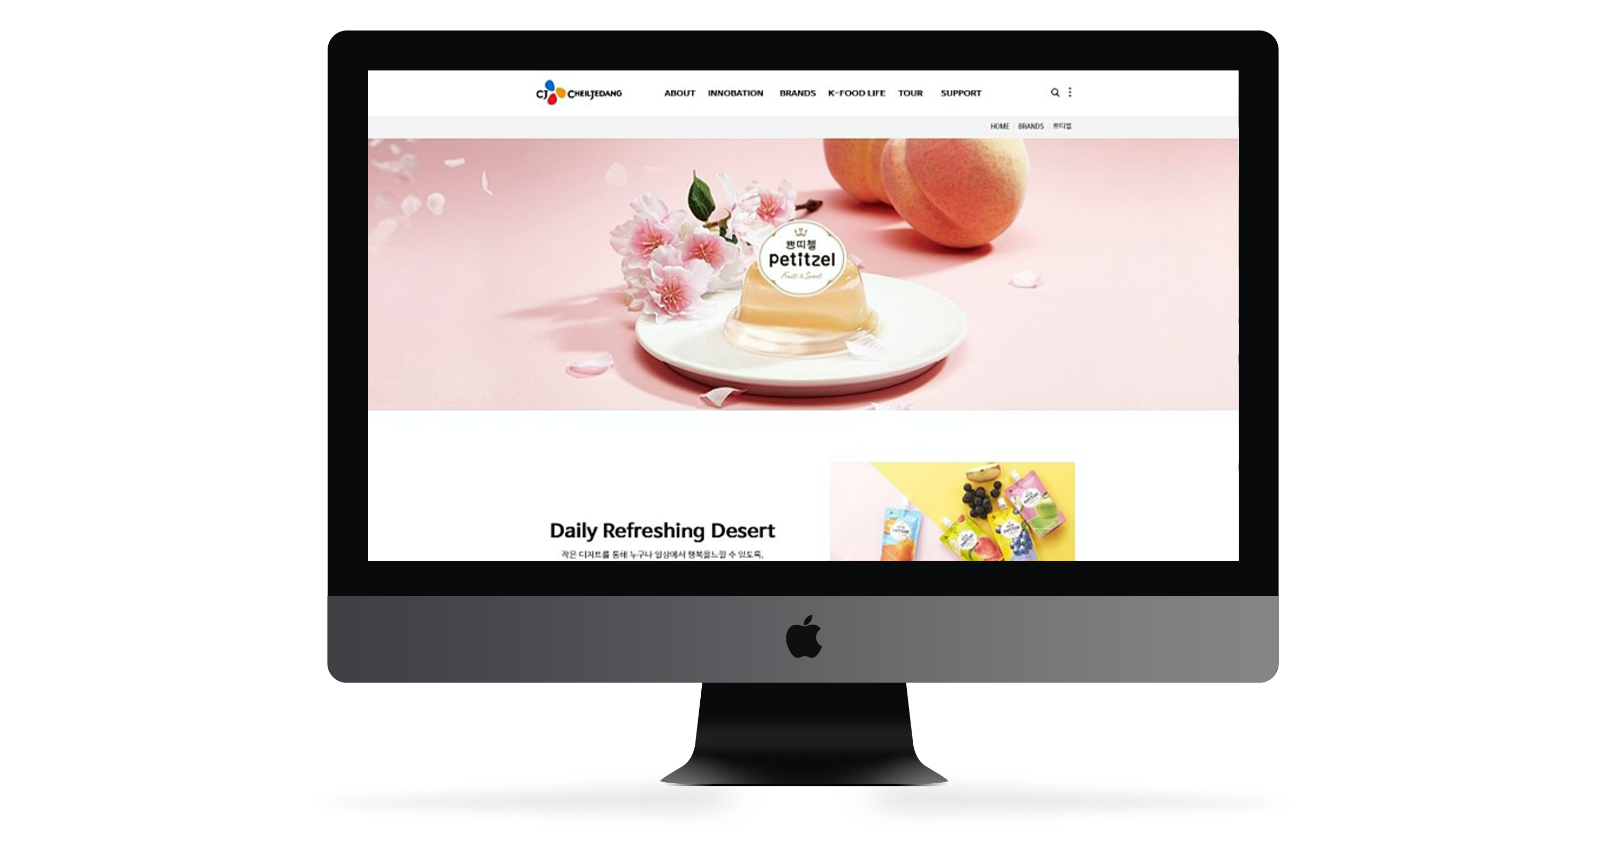 CJ CHEILJEDANG
ABOUT INNOBATION BRANDS K-FOOD LIFE TOUR SUPPORT
HOME BRANDS 쁘띠첼
쁘띠첼
Petitzel
Fruits & Sweet
Daily Refreshing Desert
작은 디저트를 통해 누구나 일상에서 행복을느낄 수 있도록,